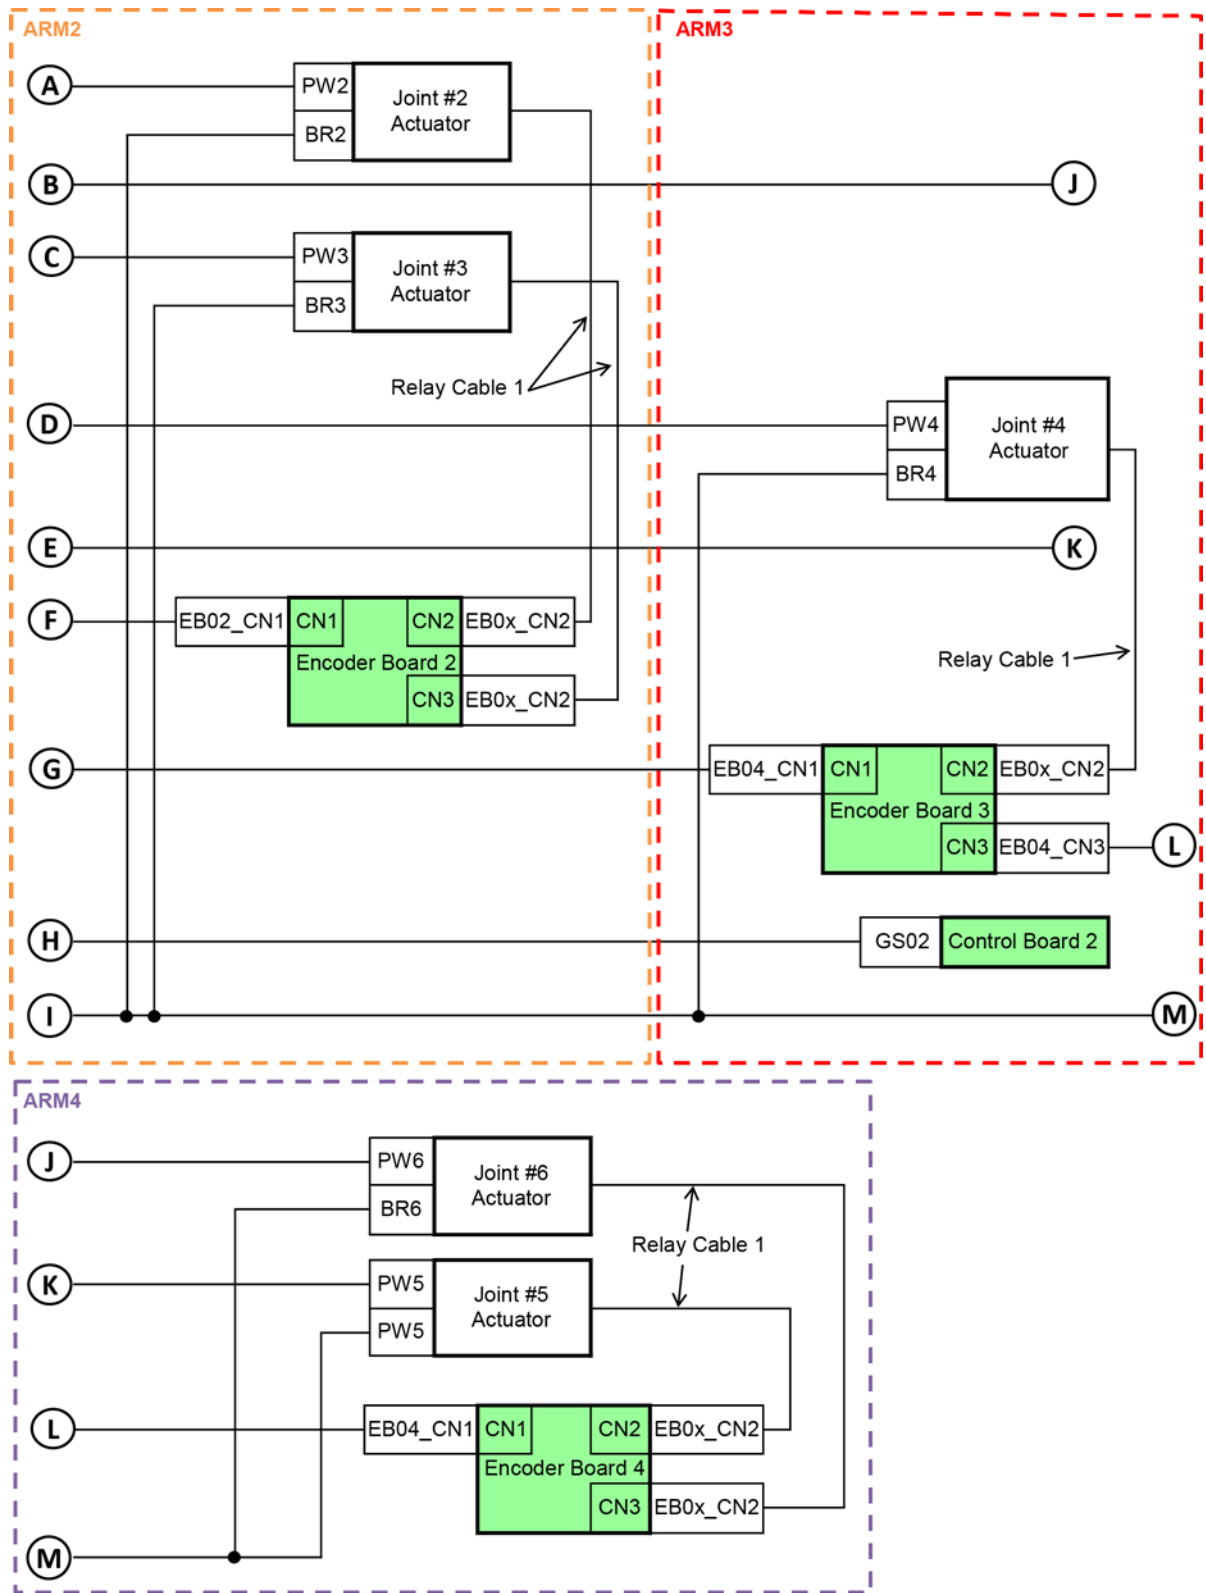 ARM2
A
PW2
Joint #2
Actuator
BR2
B
C
PW3
Joint #3
Actuator
BR3
Relay Cable 1
D
E
F
EB02_CN1
CN1
CN2
EB0x_CN2
Encoder Board 2
CN3
EB0x_CN2
G
H
I
ARM3
J
PW4
Joint #4
Actuator
BR4
K
Relay Cable 1
EB04_CN1
CN1
CN2
EB0x_CN2
Encoder Board 3
CN3
EB04_CN3
L
GS02
Control Board 2
M
ARM4
J
PW6
Joint #6
Actuator
BR6
Relay Cable 1
K
PW5
Joint #5
Actuator
PW5
L
EB04_CN1
CN1
CN2
EB0x_CN2
Encoder Board 4
CN3
EB0x_CN2
M